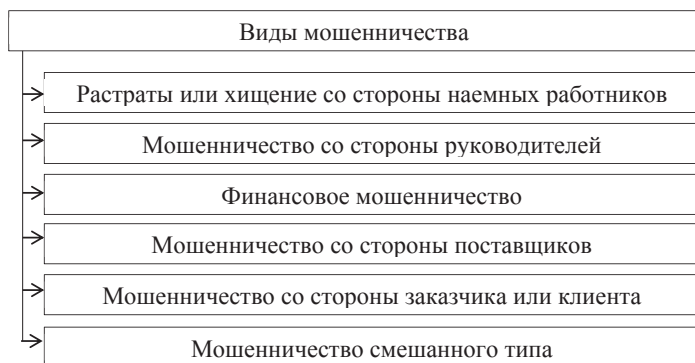 Виды мошенничества
Растраты или хищение со стороны наемных работников
Мошенничество со стороны руководителей
Финансовое мошенничество
Мошенничество со стороны поставщиков
Мошенничество со стороны заказчика или клиента
Мошенничество смешанного типа